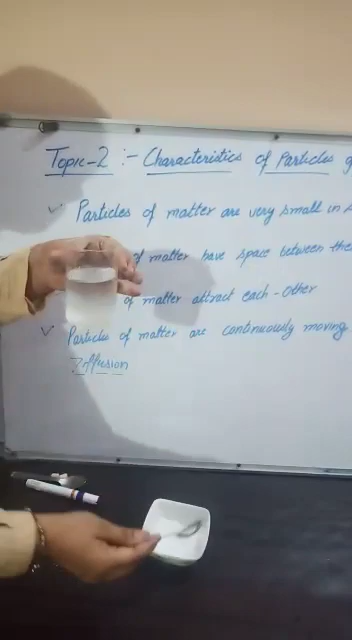 Topic-2 :- Characteristics of Particles
✓ Particles of matter are very small in
of matter have space between
of matter attract each-other
✓ Particles of matter are continuously moving
Diffusion